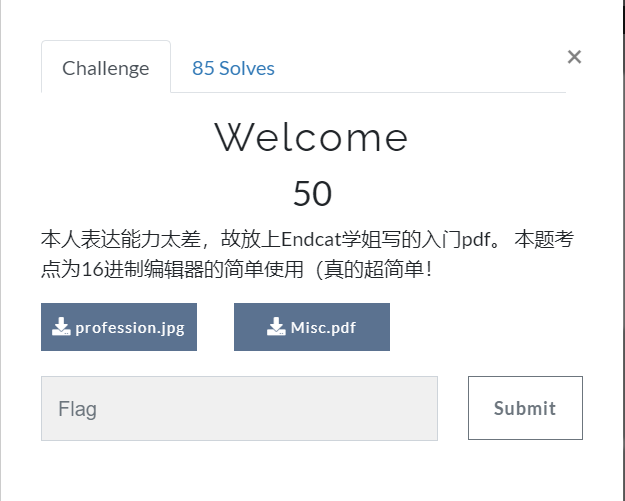 Challenge
85 Solves
×
Welcome
50
本人表达能力太差，故放上Endcat学姐写的入门pdf。 本题考
点为16进制编辑器的简单使用（真的超简单！
profession.jpg
Misc.pdf
Flag
Submit